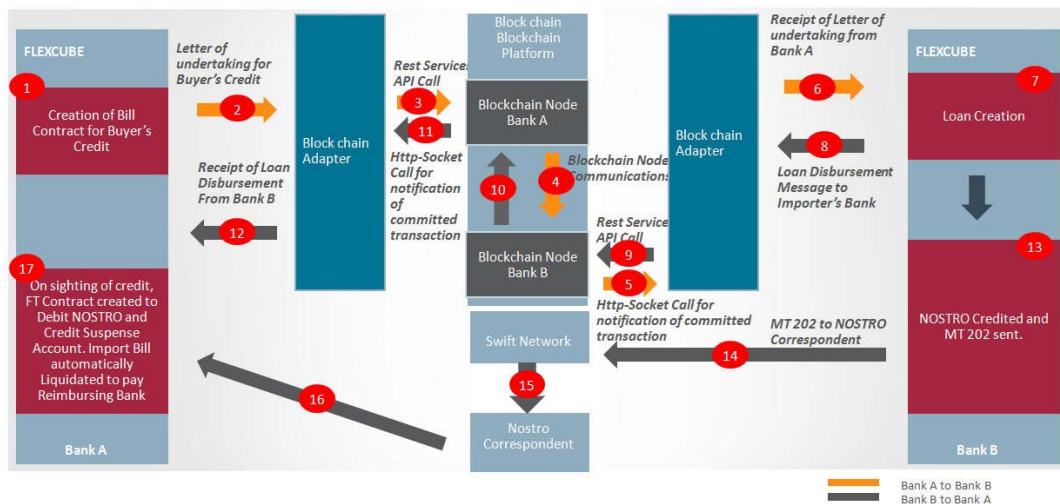 FLEXCUBE
1
Creation of Bill
Contract for Buyer's
Credit
17
On sighting of credit,
FT Contract created to
Debit NOSTRO and
Credit Suspense
Account. Import Bill
automatically
Liquidated to pay
Reimbursing Bank
Bank A
Letter of
undertaking for
Buyer's Credit
2
Receipt of Loan
Disbursement
From Bank B
12
16
Block chain
Adapter
Rest Services
API Call
3
11
Http-Socket
Call for
notification
of
committed
transaction
Block chain
Blockchain
Platform
Blockchain Node
Bank A
10
4
Blockchain Node
Communications
Blockchain Node
Bank B
Swift Network
15
Nostro
Correspondent
Rest Services
API Call
9
5
Http-Socket Call for
notification of committed
transaction
Block chain
Adapter
Receipt of Letter of
undertaking from
Bank A
6
8
Loan Disbursement
Message to
Importer's Bank
MT 202 to NOSTRO
Correspondent
14
FLEXCUBE
7
Loan Creation
13
NOSTRO Credited and
MT 202 sent.
Bank B
Bank A to Bank B
Bank B to Bank A